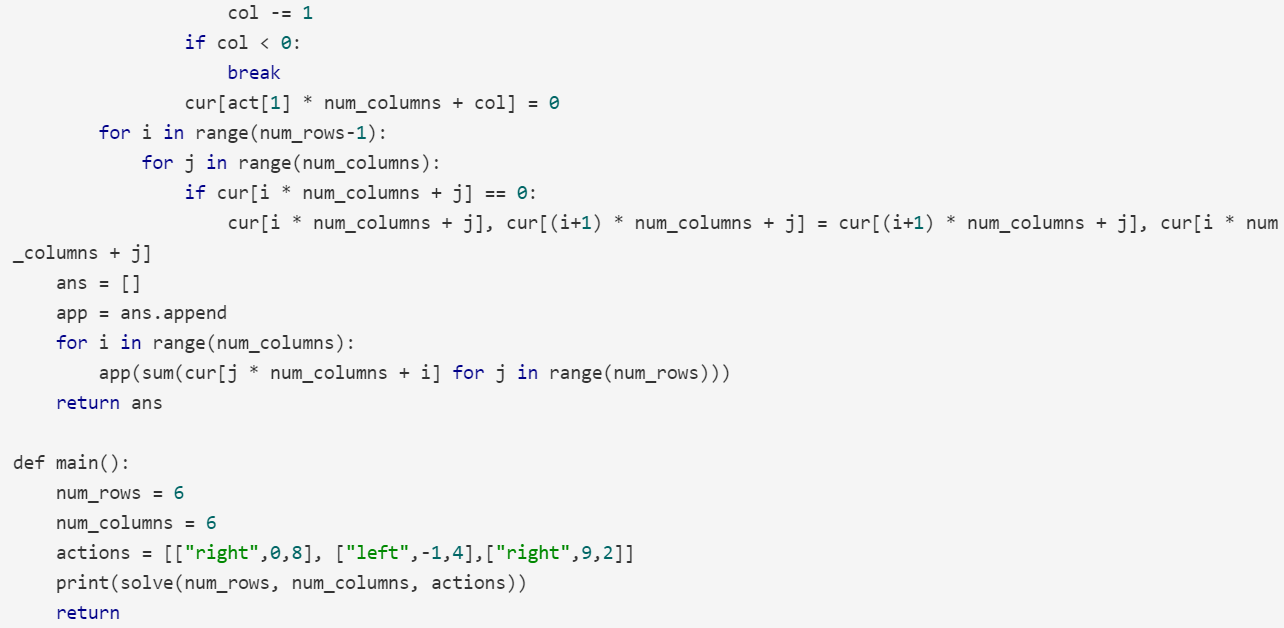 col -= 1
                if col < 0:
                    break
                cur[act[1] * num_columns + col] = 0
        for i in range(num_rows-1):
            for j in range(num_columns):
                if cur[i * num_columns + j] == 0:
                    cur[i * num_columns + j], cur[(i+1) * num_columns + j] = cur[(i+1) * num_columns + j], cur[i * num
_columns + j]
    ans = []
    app = ans.append
    for i in range(num_columns):
        app(sum(cur[j * num_columns + i] for j in range(num_rows)))
    return ans

def main():
    num_rows = 6
    num_columns = 6
    actions = [["right",0,8], ["left",-1,4],["right",9,2]]
    print(solve(num_rows, num_columns, actions))
    return